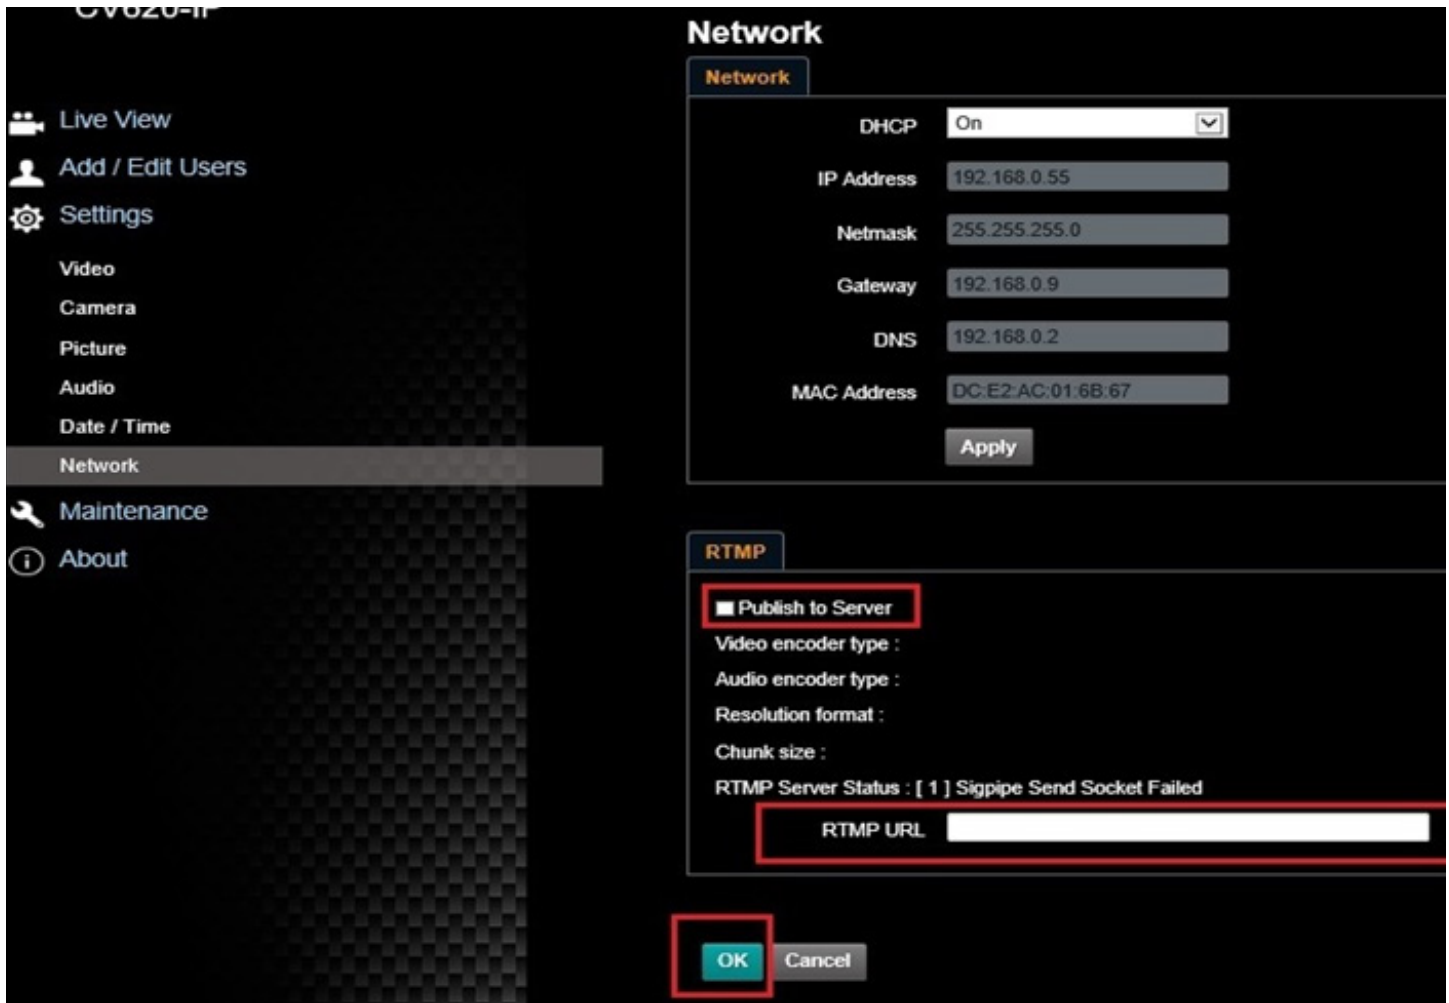 CV620-IP
Live View
Add / Edit Users
Settings
Video
Camera
Picture
Audio
Date / Time
Network
Maintenance
About
Network
Network
DHCP On
IP Address 192.168.0.55
Netmask 255.255.255.0
Gateway 192.168.0.9
DNS 192.168.0.2
MAC Address DC:E2:AC:01:6B:67
Apply
RTMP
Publish to Server
Video encoder type :
Audio encoder type :
Resolution format :
Chunk size :
RTMP Server Status : [ 1 ] Sigpipe Send Socket Failed
RTMP URL
OK Cancel